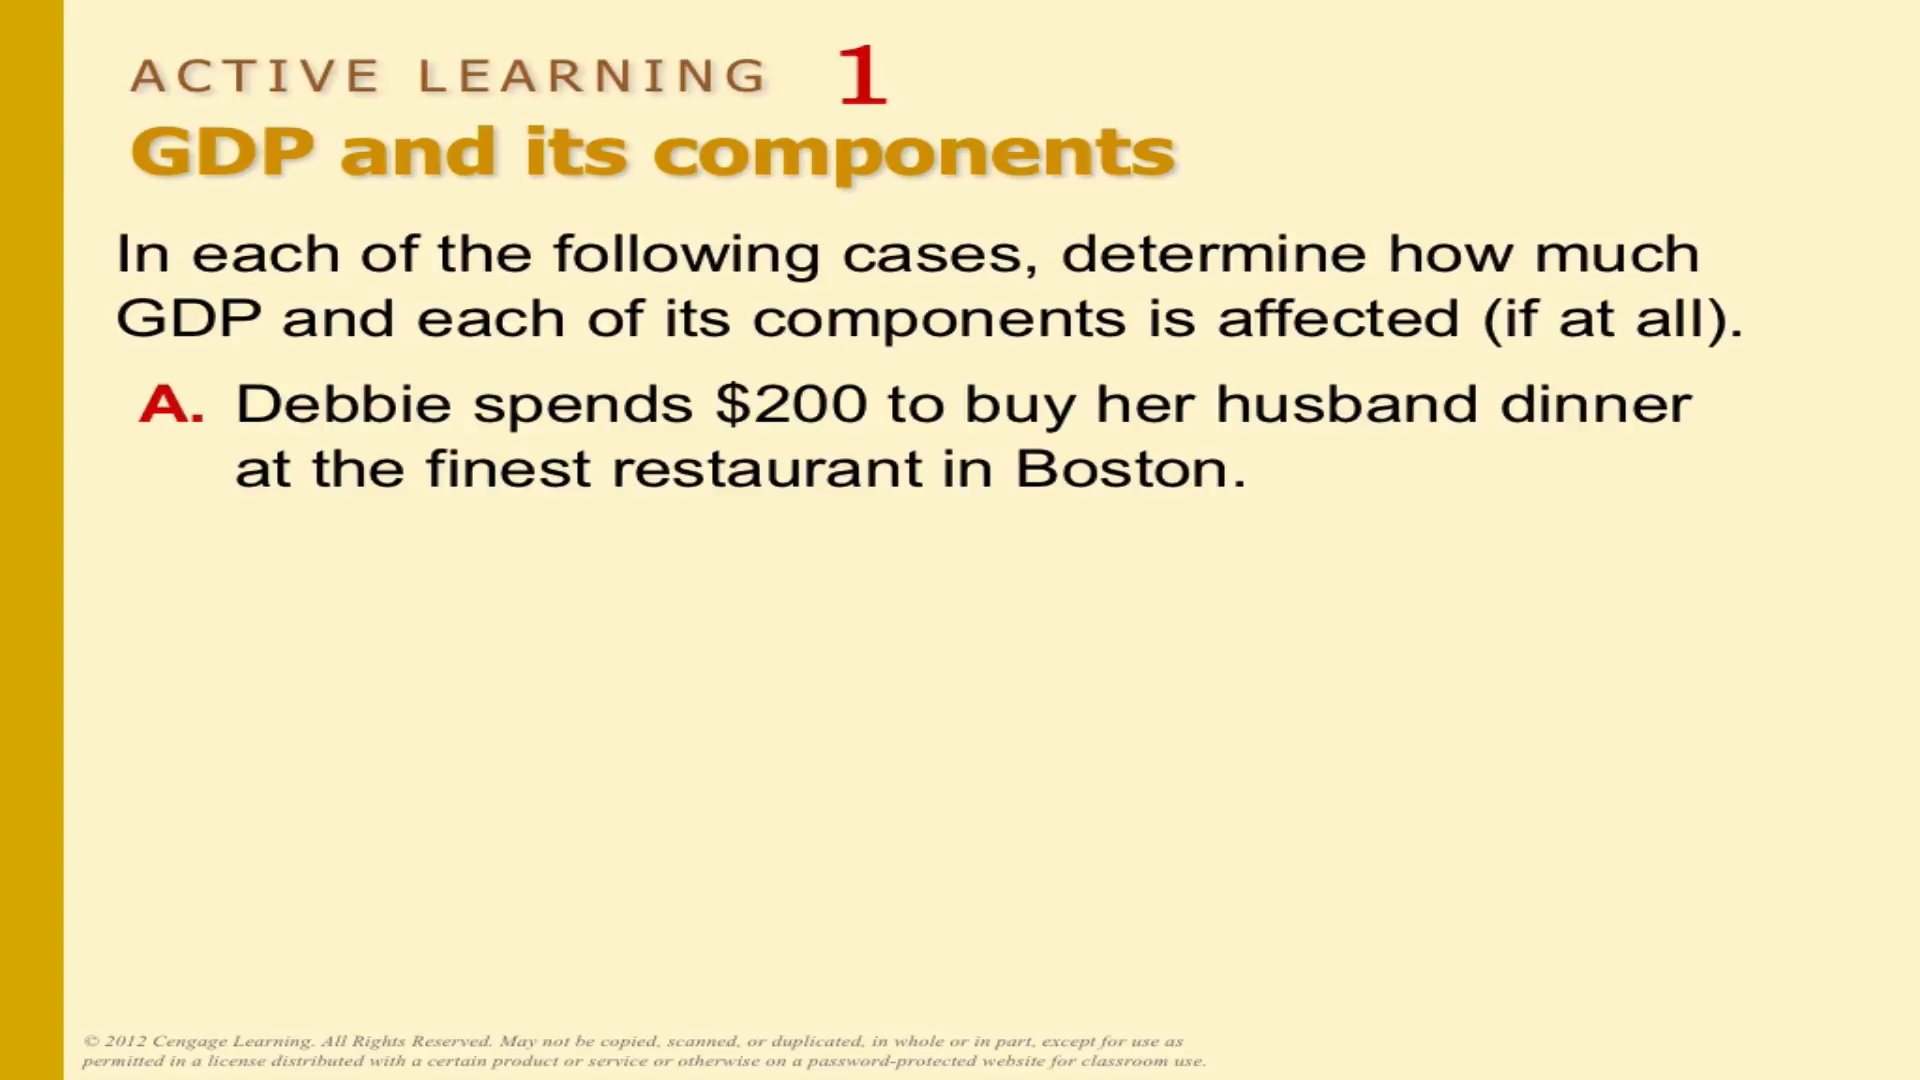 ACTIVE LEARNING 1
GDP and its components
In each of the following cases, determine how much
GDP and each of its components is affected (if at all).
A. Debbie spends $200 to buy her husband dinner
at the finest restaurant in Boston.
© 2012 Cengage Learning. All Rights Reserved. May not be copied, scanned, or duplicated, in whole or in part, except for use as
permitted in a license distributed with a certain product or service or otherwise on a password-protected website for classroom use.